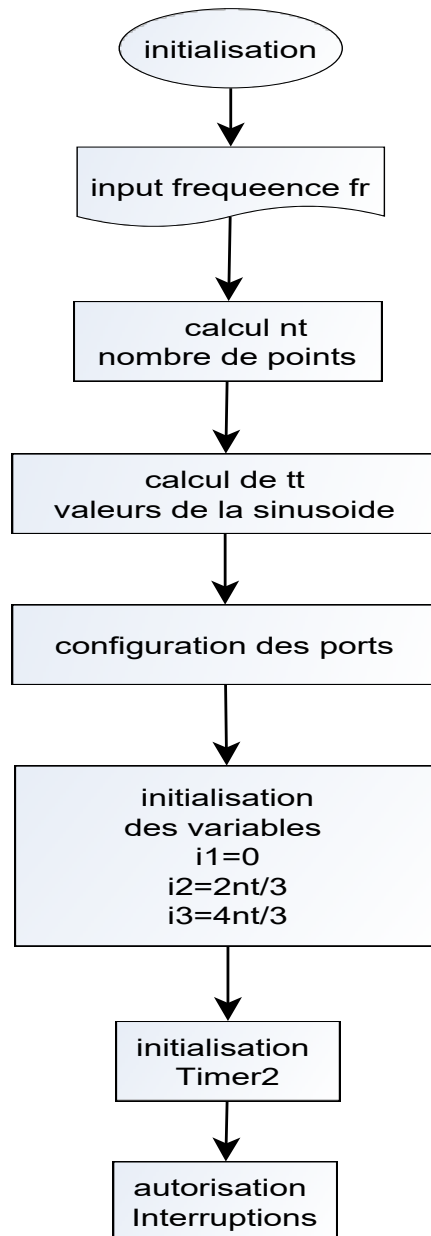 initialisation
input frequeence fr
calcul nt
nombre de points
calcul de tt
valeurs de la sinusoide
configuration des ports
initialisation
des variables
i1=0
i2=2nt/3
i3=4nt/3
initialisation
Timer2
autorisation
Interruptions